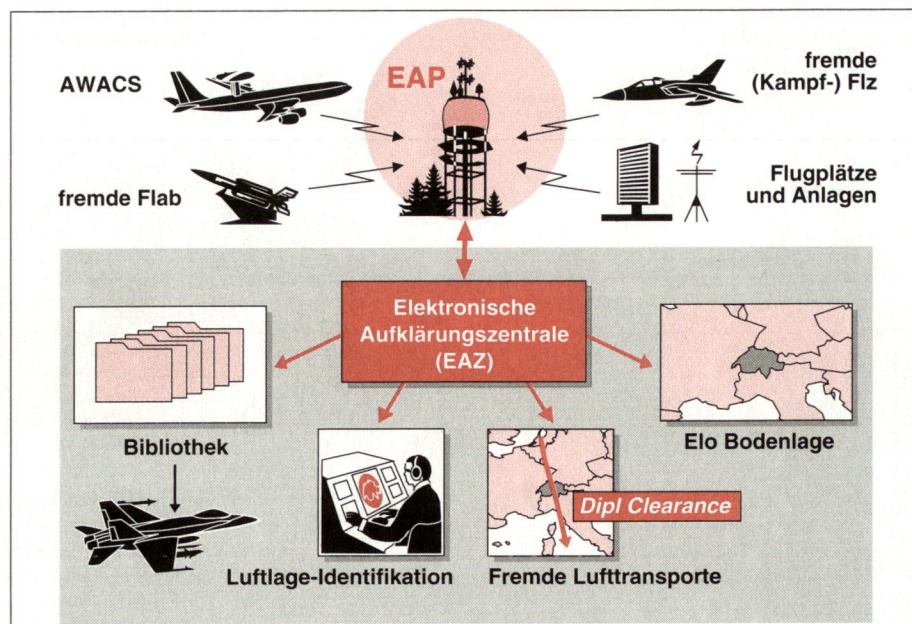 AWACS
EAP
fremde
(Kampf-) Flz
fremde Flab
Flugplätze
und Anlagen
Elektronische
Aufklärungszentrale
(EAZ)
Bibliothek
Elo Bodenlage
Dipl Clearance
Luftlage-Identifikation
Fremde Lufttransporte